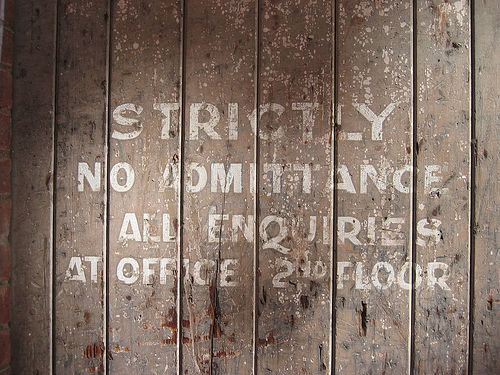 STRICTLY
NO ADMITTANCE
ALL ENQUIRIES
AT OFFICE 2ND FLOOR